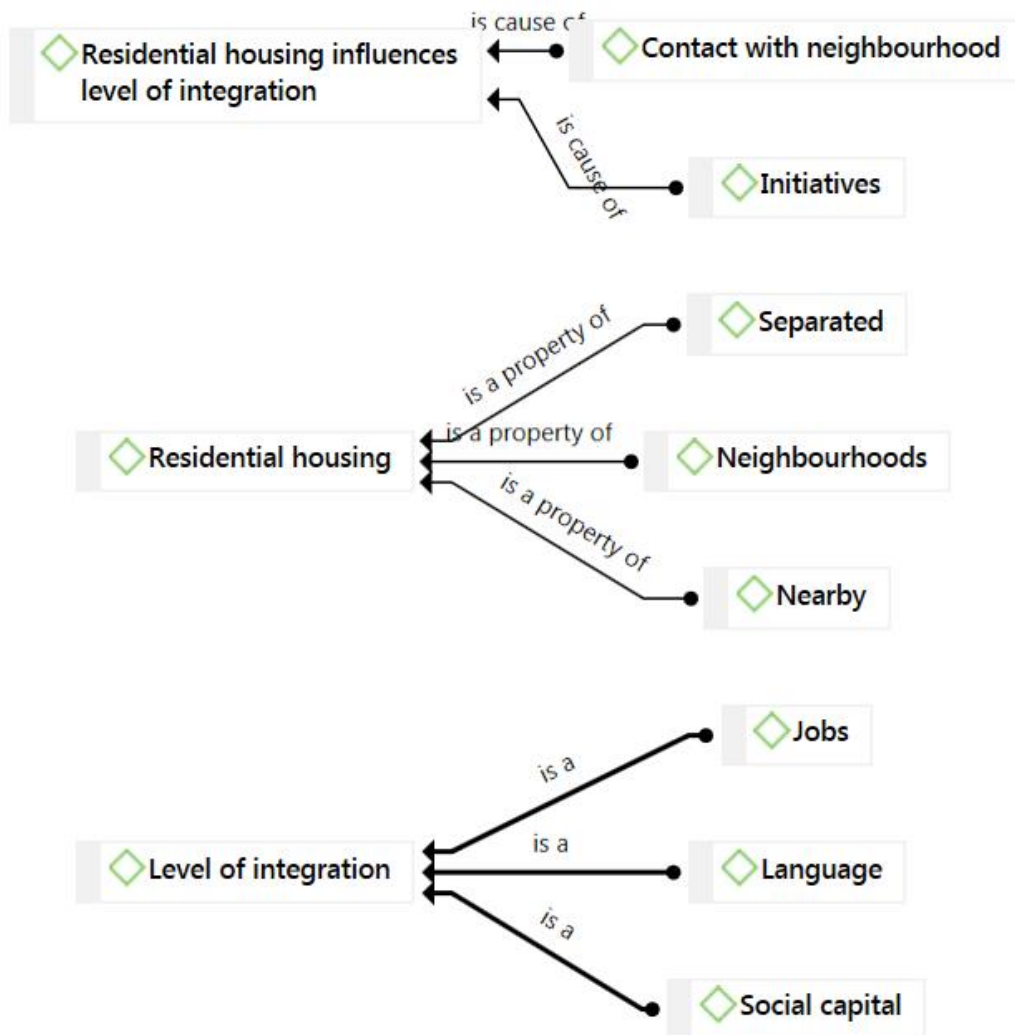 is cause of
Residential housing influences
level of integration
Contact with neighbourhood
is cause of
Initiatives
is a property of
Separated
is a property of
Residential housing
Neighbourhoods
is a property of
Nearby
is a
Jobs
is a
Level of integration
Language
is a
Social capital